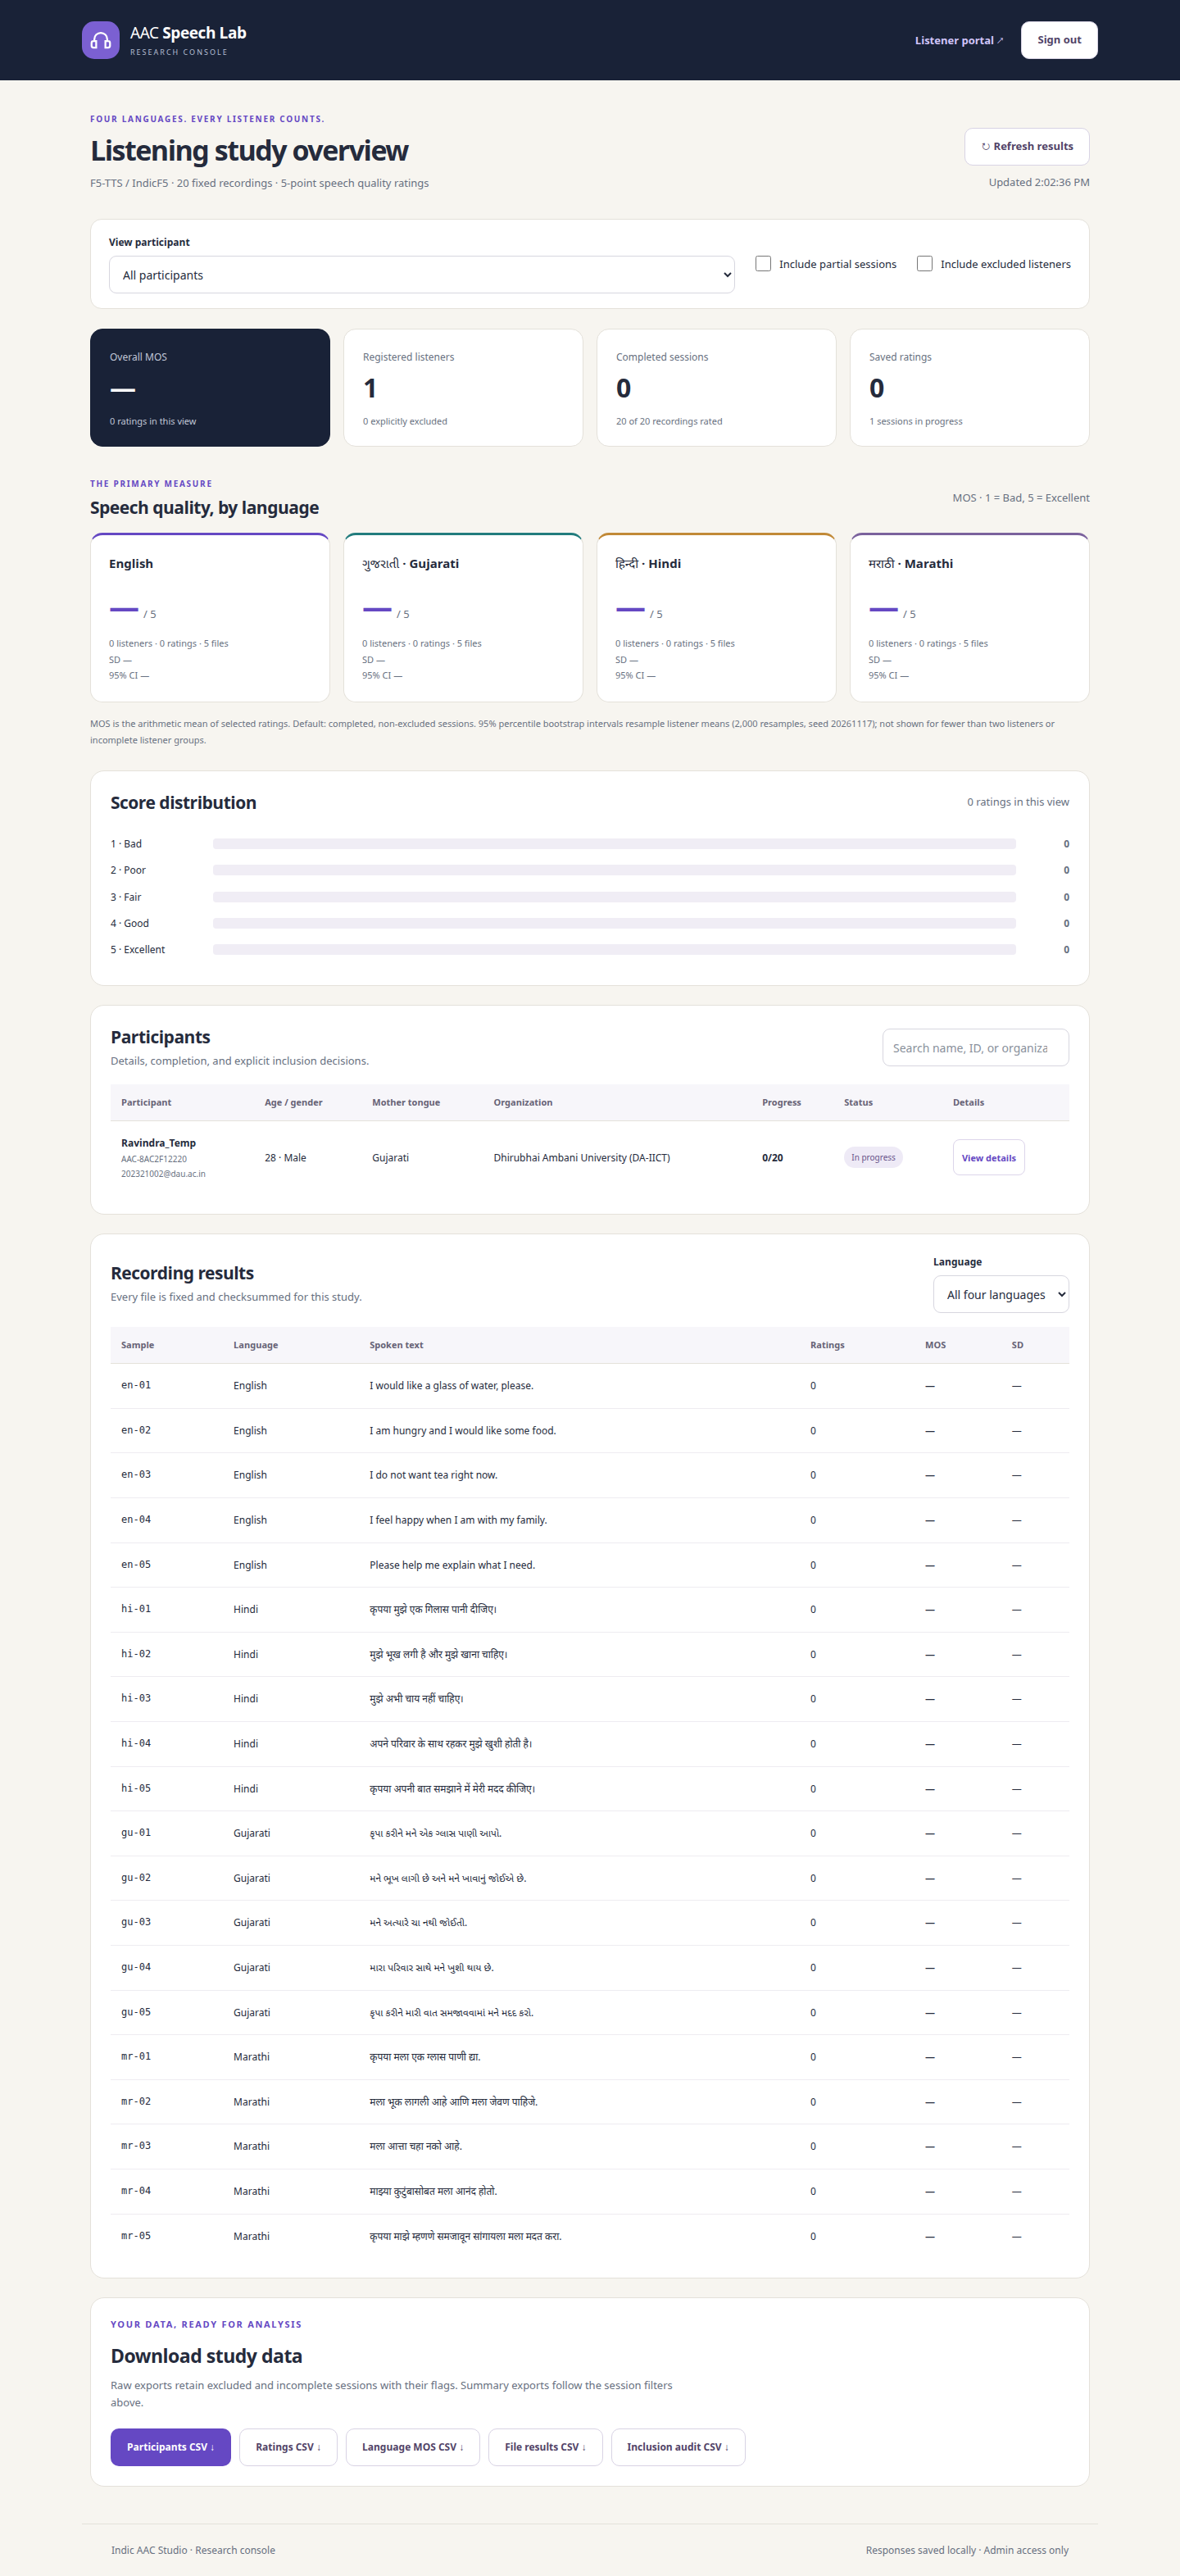 AAC Speech Lab
RESEARCH CONSOLE
Listener portal ↗
Sign out
FOUR LANGUAGES. EVERY LISTENER COUNTS.
Listening study overview
F5-TTS / IndicF5 · 20 fixed recordings · 5-point speech quality ratings
↻ Refresh results
Updated 2:02:36 PM
View participant
All participants
Include partial sessions
Include excluded listeners
Overall MOS
—
0 ratings in this view
Registered listeners
1
0 explicitly excluded
Completed sessions
0
20 of 20 recordings rated
Saved ratings
0
1 sessions in progress
THE PRIMARY MEASURE
Speech quality, by language
MOS · 1 = Bad, 5 = Excellent
English
— / 5
0 listeners · 0 ratings · 5 files
SD —
95% CI —
ગુજરાતી · Gujarati
— / 5
0 listeners · 0 ratings · 5 files
SD —
95% CI —
हिन्दी · Hindi
— / 5
0 listeners · 0 ratings · 5 files
SD —
95% CI —
मराठी · Marathi
— / 5
0 listeners · 0 ratings · 5 files
SD —
95% CI —
MOS is the arithmetic mean of selected ratings. Default: completed, non-excluded sessions. 95% percentile bootstrap intervals resample listener means (2,000 resamples, seed 20261117); not shown for fewer than two listeners or
incomplete listener groups.
Score distribution
0 ratings in this view
1 · Bad 0
2 · Poor 0
3 · Fair 0
4 · Good 0
5 · Excellent 0
Participants
Details, completion, and explicit inclusion decisions.
Search name, ID, or organiza
Participant Age / gender Mother tongue Organization Progress Status Details
Ravindra_Temp
AAC-8AC2F12220
202321002@dau.ac.in
28 · Male Gujarati Dhirubhai Ambani University (DA-IICT) 0/20 In progress View details
Recording results
Every file is fixed and checksummed for this study.
Language
All four languages
Sample Language Spoken text Ratings MOS SD
en-01 English I would like a glass of water, please. 0 — —
en-02 English I am hungry and I would like some food. 0 — —
en-03 English I do not want tea right now. 0 — —
en-04 English I feel happy when I am with my family. 0 — —
en-05 English Please help me explain what I need. 0 — —
hi-01 Hindi कृपया मुझे एक गिलास पानी दीजिए। 0 — —
hi-02 Hindi मुझे भूख लगी है और मुझे खाना चाहिए। 0 — —
hi-03 Hindi मुझे अभी चाय नहीं चाहिए। 0 — —
hi-04 Hindi अपने परिवार के साथ रहकर मुझे खुशी होती है। 0 — —
hi-05 Hindi कृपया अपनी बात समझाने में मेरी मदद कीजिए। 0 — —
gu-01 Gujarati કૃપા કરીને મને એક ગ્લાસ પાણી આપો. 0 — —
gu-02 Gujarati મને ભૂખ લાગી છે અને મને ખાવાનું જોઈએ છે. 0 — —
gu-03 Gujarati મને અત્યારે ચા નથી જોઈતી. 0 — —
gu-04 Gujarati મારા પરિવાર સાથે મને ખુશી થાય છે. 0 — —
gu-05 Gujarati કૃપા કરીને મારી વાત સમજાવવામાં મને મદદ કરો. 0 — —
mr-01 Marathi कृपया मला एक ग्लास पाणी द्या. 0 — —
mr-02 Marathi मला भूक लागली आहे आणि मला जेवण पाहिजे. 0 — —
mr-03 Marathi मला आत्ता चहा नको आहे. 0 — —
mr-04 Marathi माझ्या कुटुंबासोबत मला आनंद होतो. 0 — —
mr-05 Marathi कृपया माझे म्हणणे समजावून सांगायला मला मदत करा. 0 — —
YOUR DATA, READY FOR ANALYSIS
Download study data
Raw exports retain excluded and incomplete sessions with their flags. Summary exports follow the session filters
above.
Participants CSV ↓
Ratings CSV ↓
Language MOS CSV ↓
File results CSV ↓
Inclusion audit CSV ↓
Indic AAC Studio · Research console
Responses saved locally · Admin access only